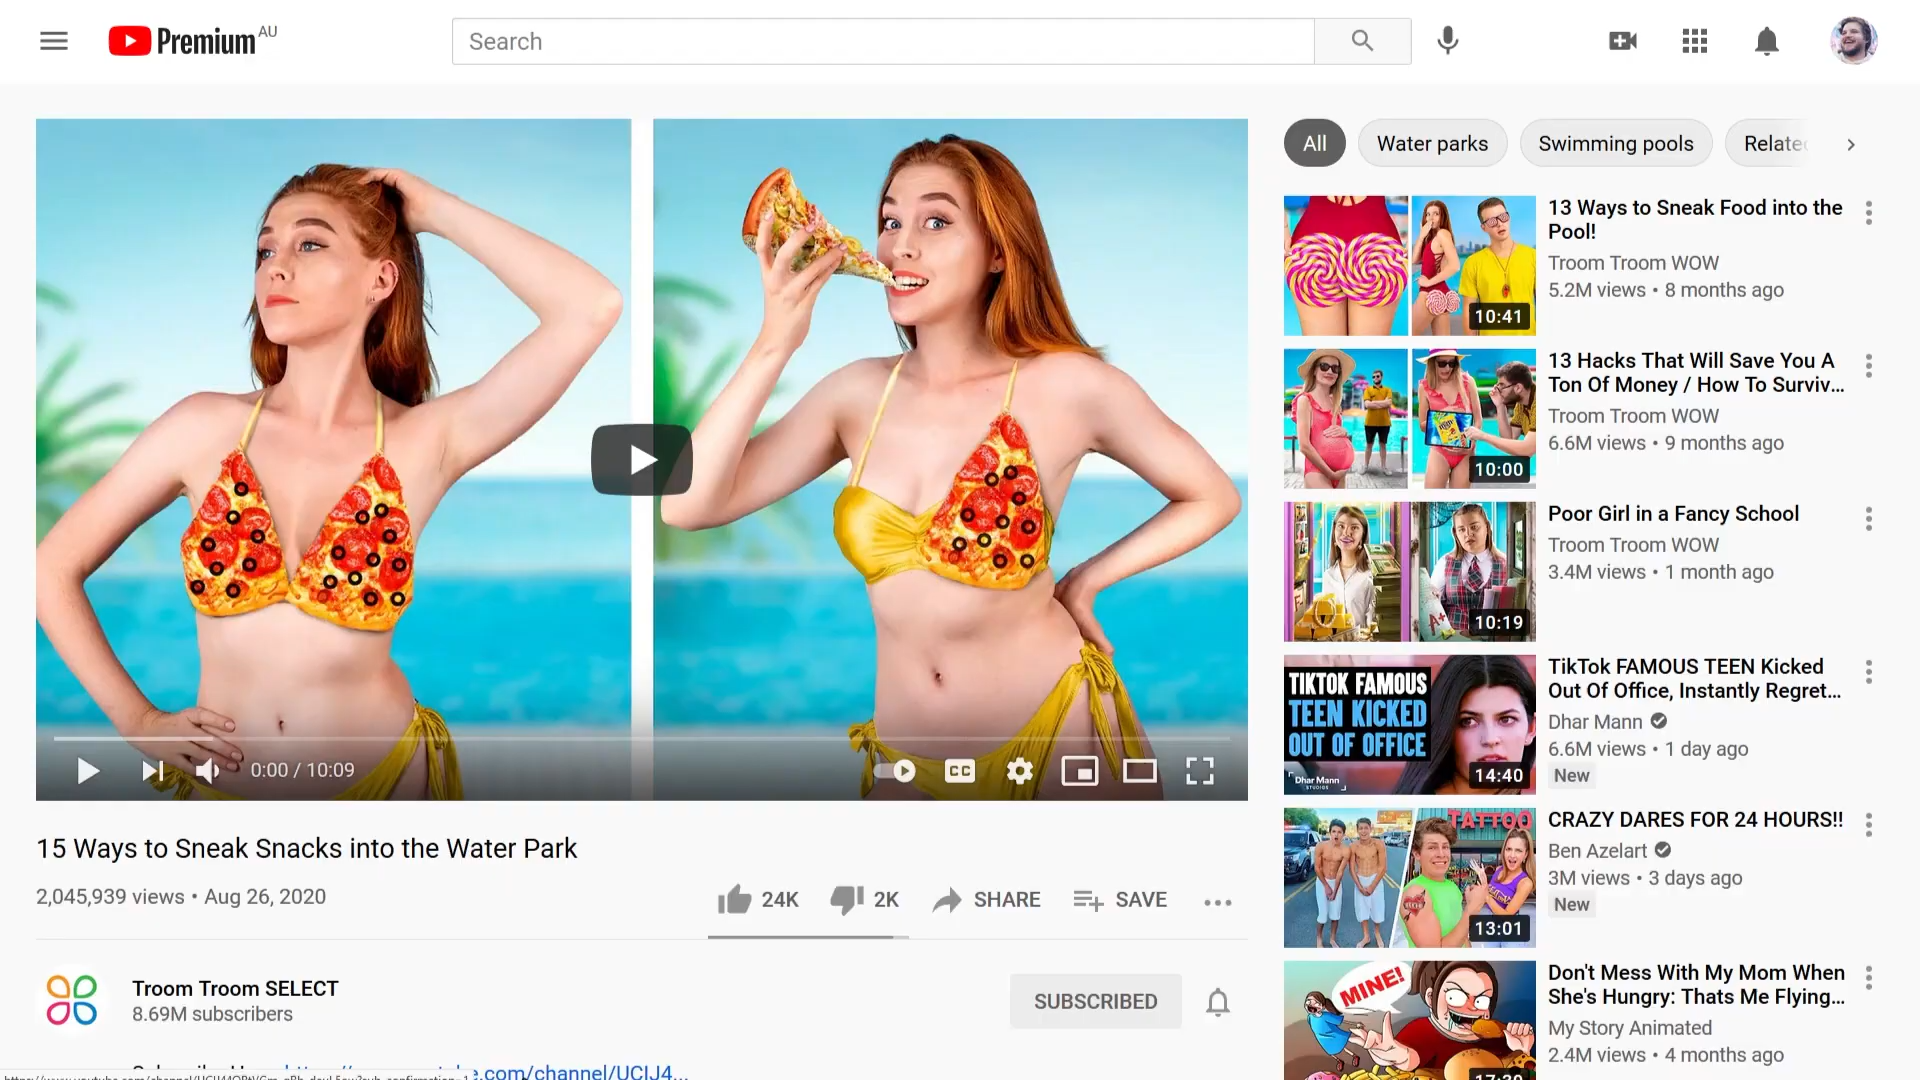 Premium AU
Search
All
Water parks
Swimming pools
Relate
13 Ways to Sneak Food into the
Pool!
Troom Troom WOW
5.2M views • 8 months ago
10:41
13 Hacks That Will Save You A
Ton Of Money / How To Surviv...
Troom Troom WOW
6.6M views • 9 months ago
10:00
Poor Girl in a Fancy School
Troom Troom WOW
3.4M views • 1 month ago
A+
10:19
TIKTOK FAMOUS
TEEN KICKED
OUT OF OFFICE
Dhar Mann
STUDIOS
14:40
TikTok FAMOUS TEEN Kicked
Out Of Office, Instantly Regret...
Dhar Mann
6.6M views • 1 day ago
New
TATTOO
13:01
CRAZY DARES FOR 24 HOURS!!
Ben Azelart
3M views • 3 days ago
New
MINE!
17:39
Don't Mess With My Mom When
She's Hungry: Thats Me Flying...
My Story Animated
2.4M views • 4 months ago
0:00 / 10:09
CC
15 Ways to Sneak Snacks into the Water Park
2,045,939 views • Aug 26, 2020
24K
2K
SHARE
SAVE
Troom Troom SELECT
8.69M subscribers
SUBSCRIBED
e.com/channel/UCIJ4...